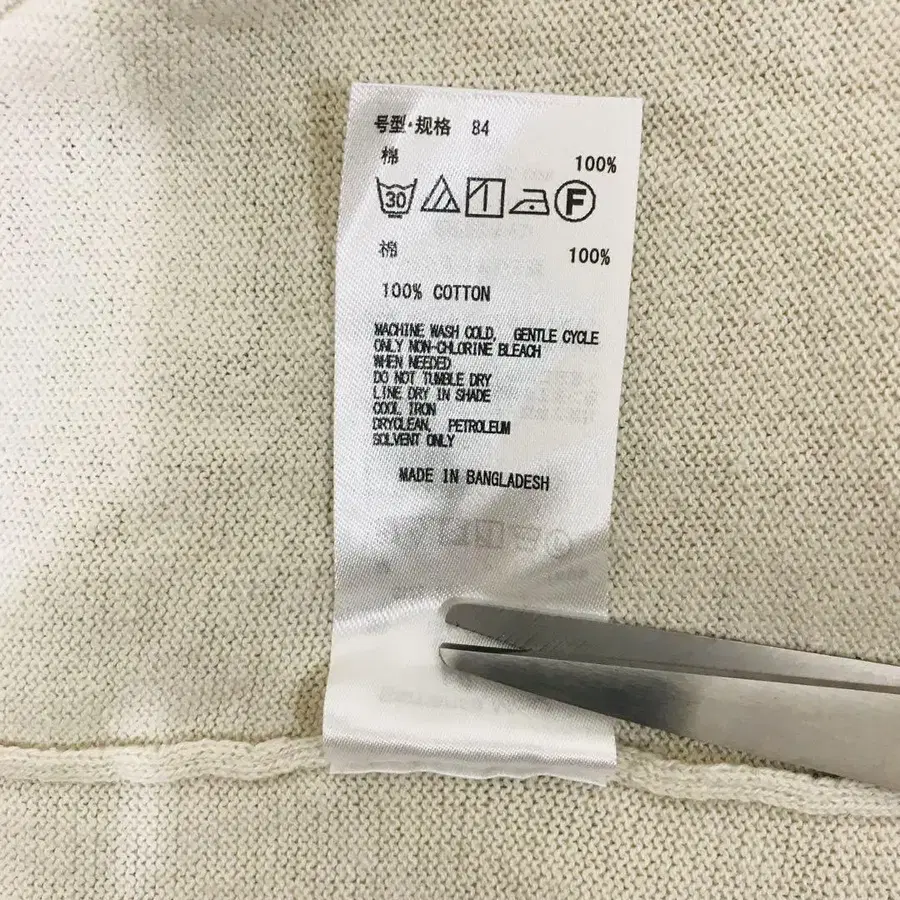 号型·规格 84
棉 100%
30 F
棉 100%
100% COTTON
MACHINE WASH COLD, GENTLE CYCLE
ONLY NON-CHLORINE BLEACH
WHEN NEEDED
DO NOT TUMBLE DRY
LINE DRY IN SHADE
COOL IRON
DRYCLEAN, PETROLEUM
SOLVENT ONLY
MADE IN BANGLADESH